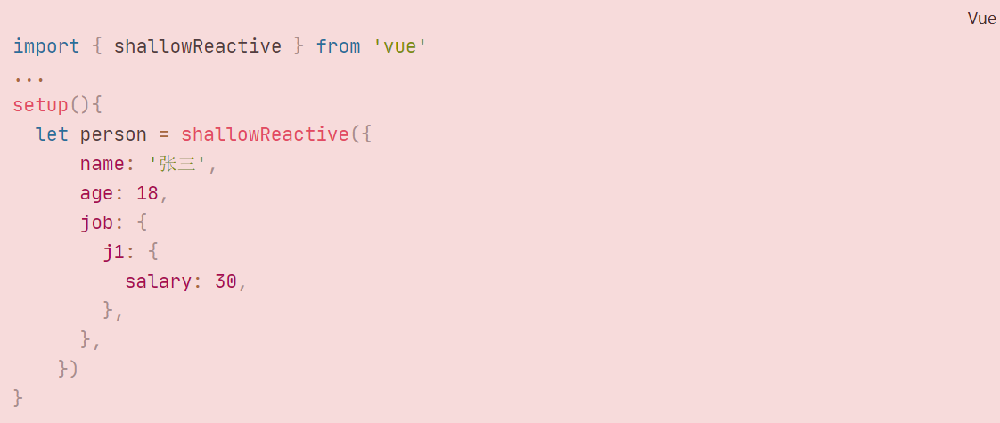 Vue
import { shallowReactive } from 'vue'
...
setup(){
  let person = shallowReactive({
      name: '张三',
      age: 18,
      job: {
        j1: {
          salary: 30,
        },
      },
    })
}